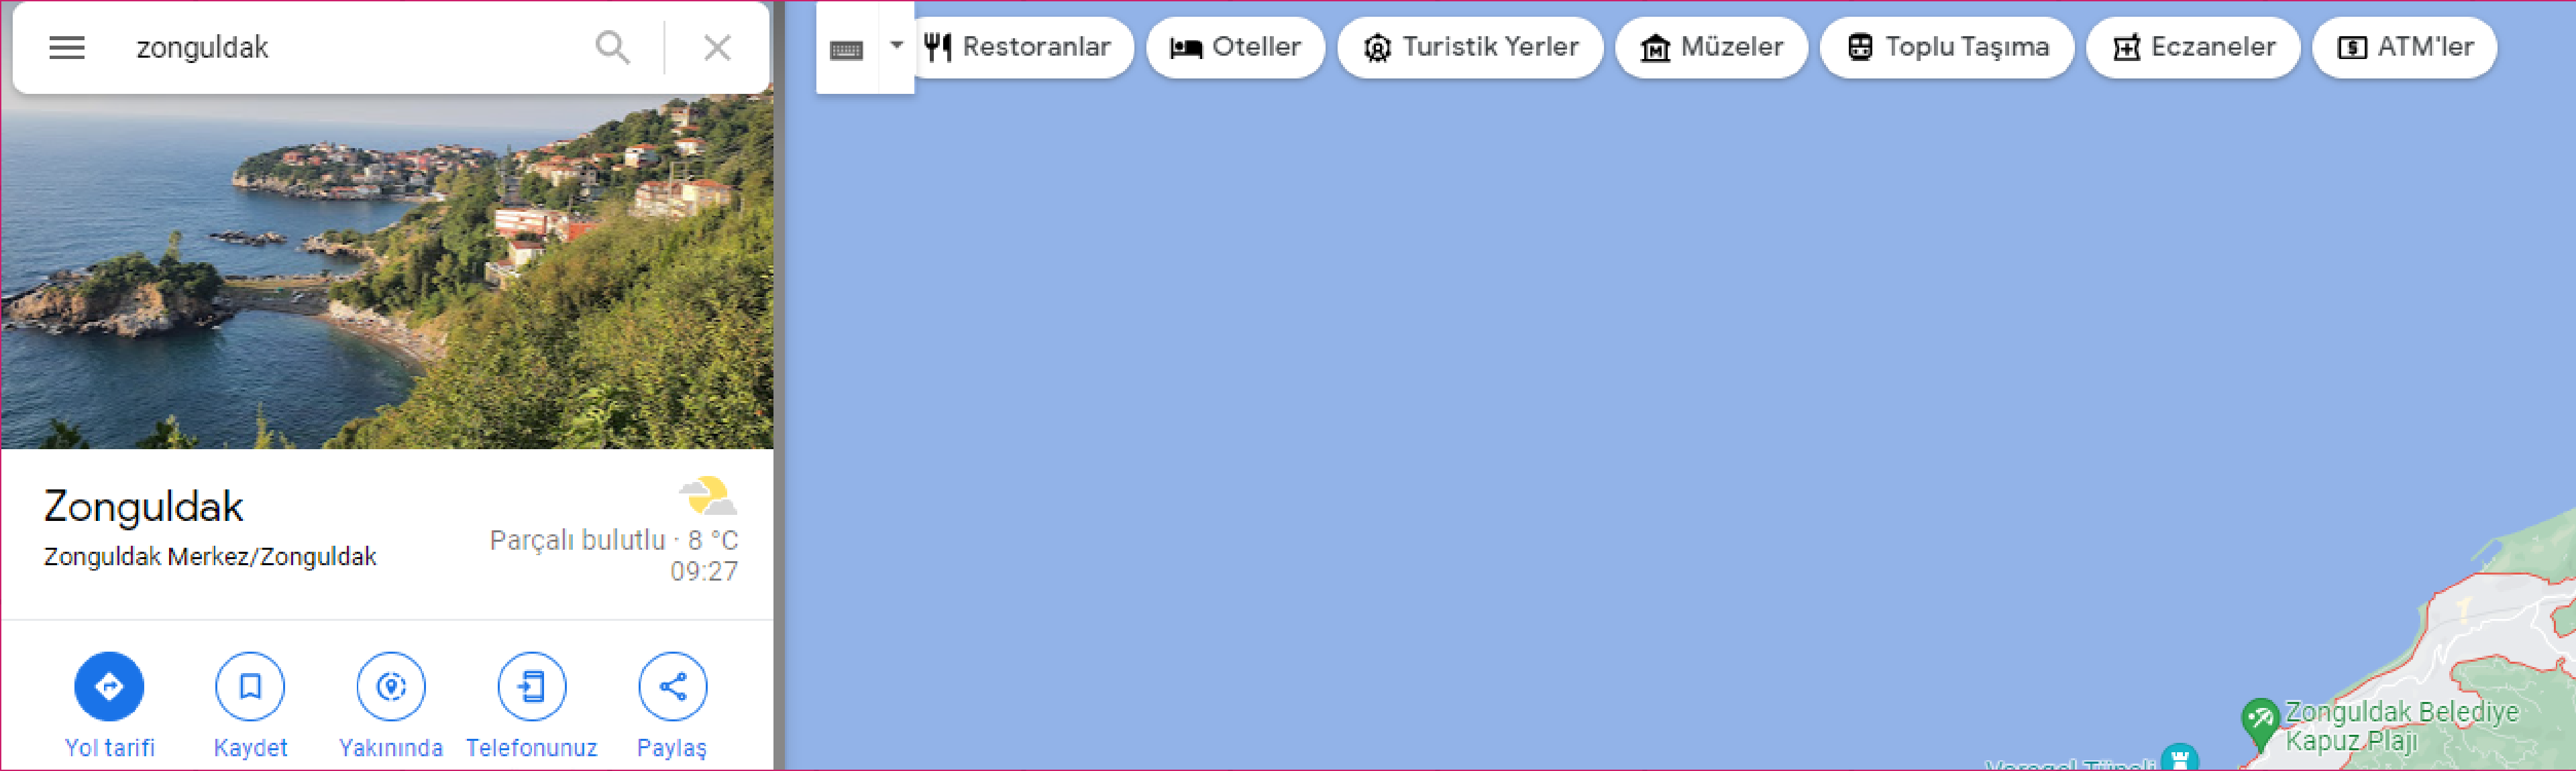 zonguldak
Restoranlar
Oteller
Turistik Yerler
Müzeler
Toplu Taşıma
Eczaneler
ATM'ler
Zonguldak
Zonguldak Merkez/Zonguldak
Parçalı bulutlu · 8 °C
09:27
Yol tarifi
Kaydet
Yakınında
Telefonunuz
Paylaş
Zonguldak Belediye
Kapuz Plajı